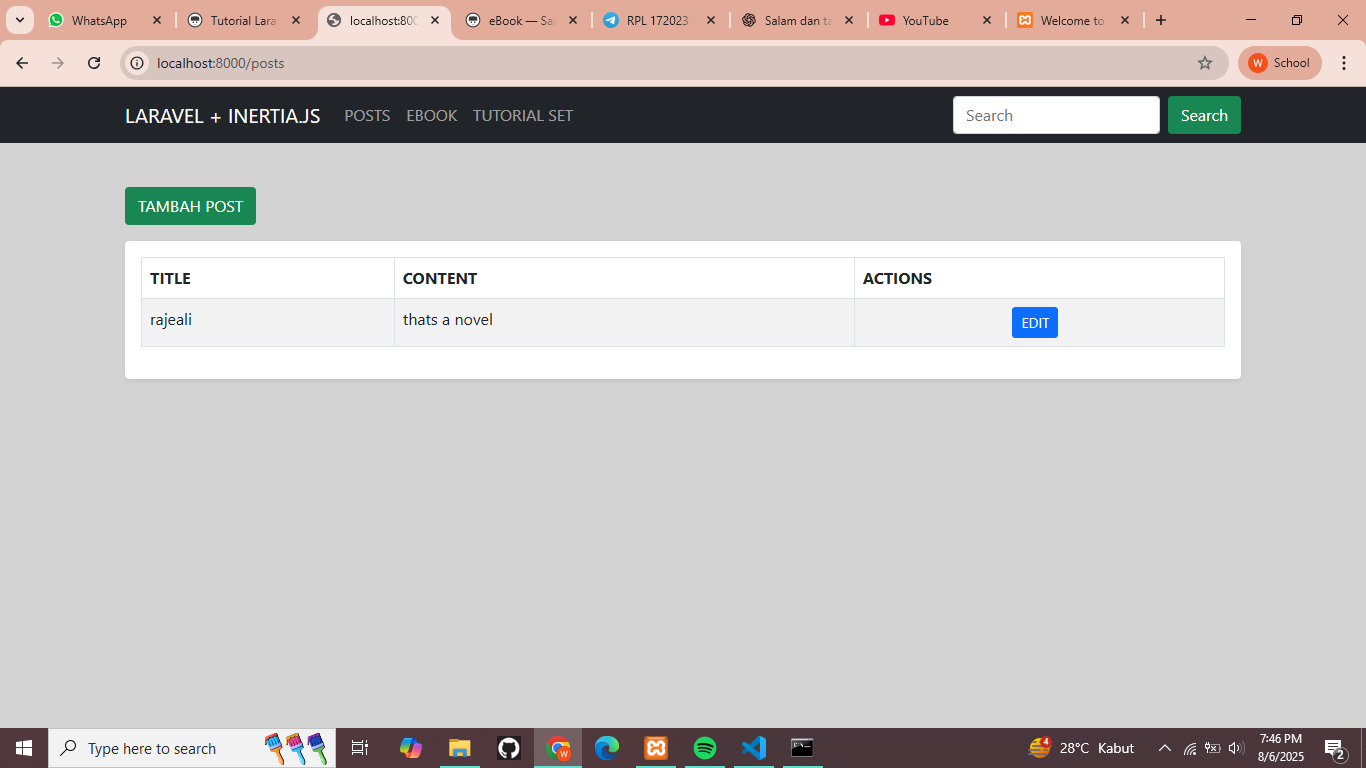 WhatsApp
Tutorial Lara
localhost:800
eBook — Sa
RPL 172023
Salam dan ta
YouTube
Welcome to
localhost:8000/posts
W School
LARAVEL + INERTIA.JS POSTS EBOOK TUTORIAL SET Search Search
TAMBAH POST
TITLE CONTENT ACTIONS
rajeali thats a novel EDIT
Type here to search
4 28°C Kabut
7:46 PM
8/6/2025
2